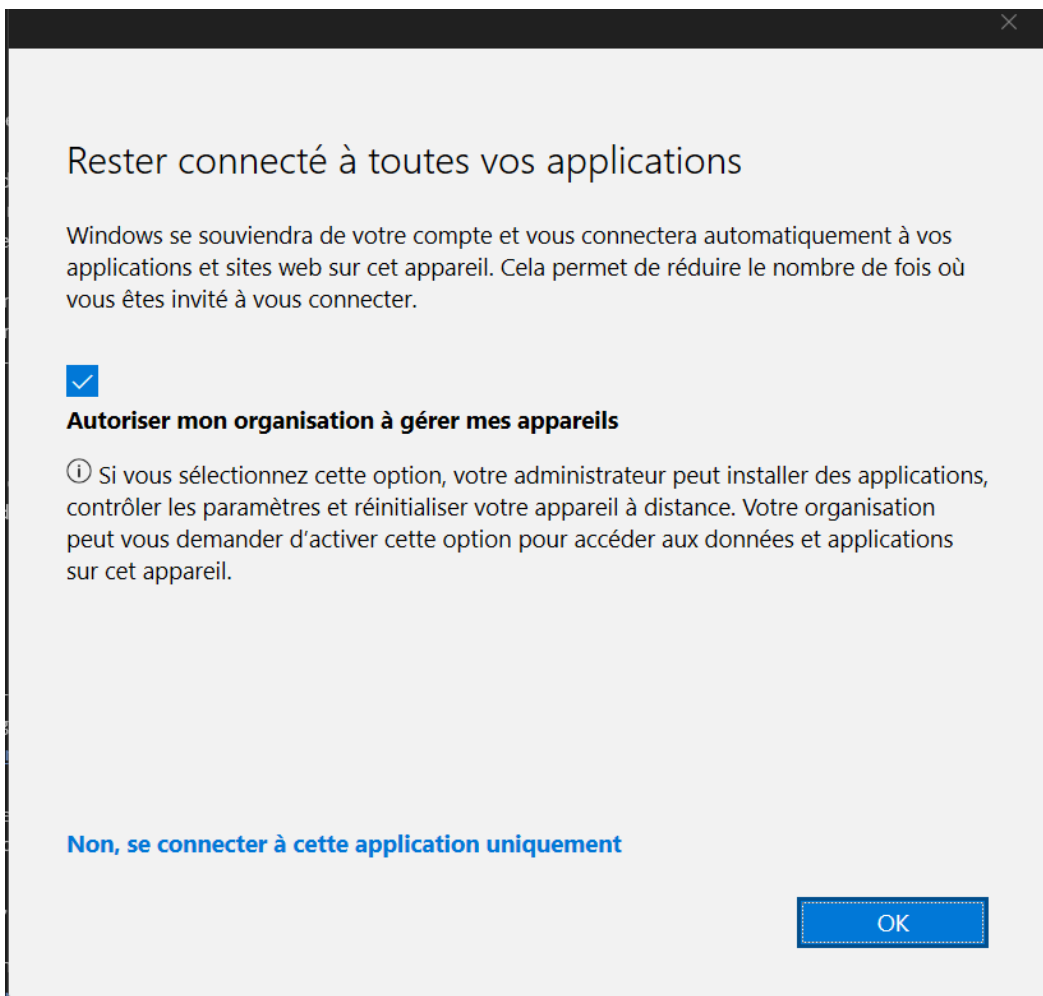 Rester connecté à toutes vos applications
Windows se souviendra de votre compte et vous connectera automatiquement à vos
applications et sites web sur cet appareil. Cela permet de réduire le nombre de fois où
vous êtes invité à vous connecter.
Autoriser mon organisation à gérer mes appareils
Si vous sélectionnez cette option, votre administrateur peut installer des applications,
contrôler les paramètres et réinitialiser votre appareil à distance. Votre organisation
peut vous demander d’activer cette option pour accéder aux données et applications
sur cet appareil.
Non, se connecter à cette application uniquement
OK